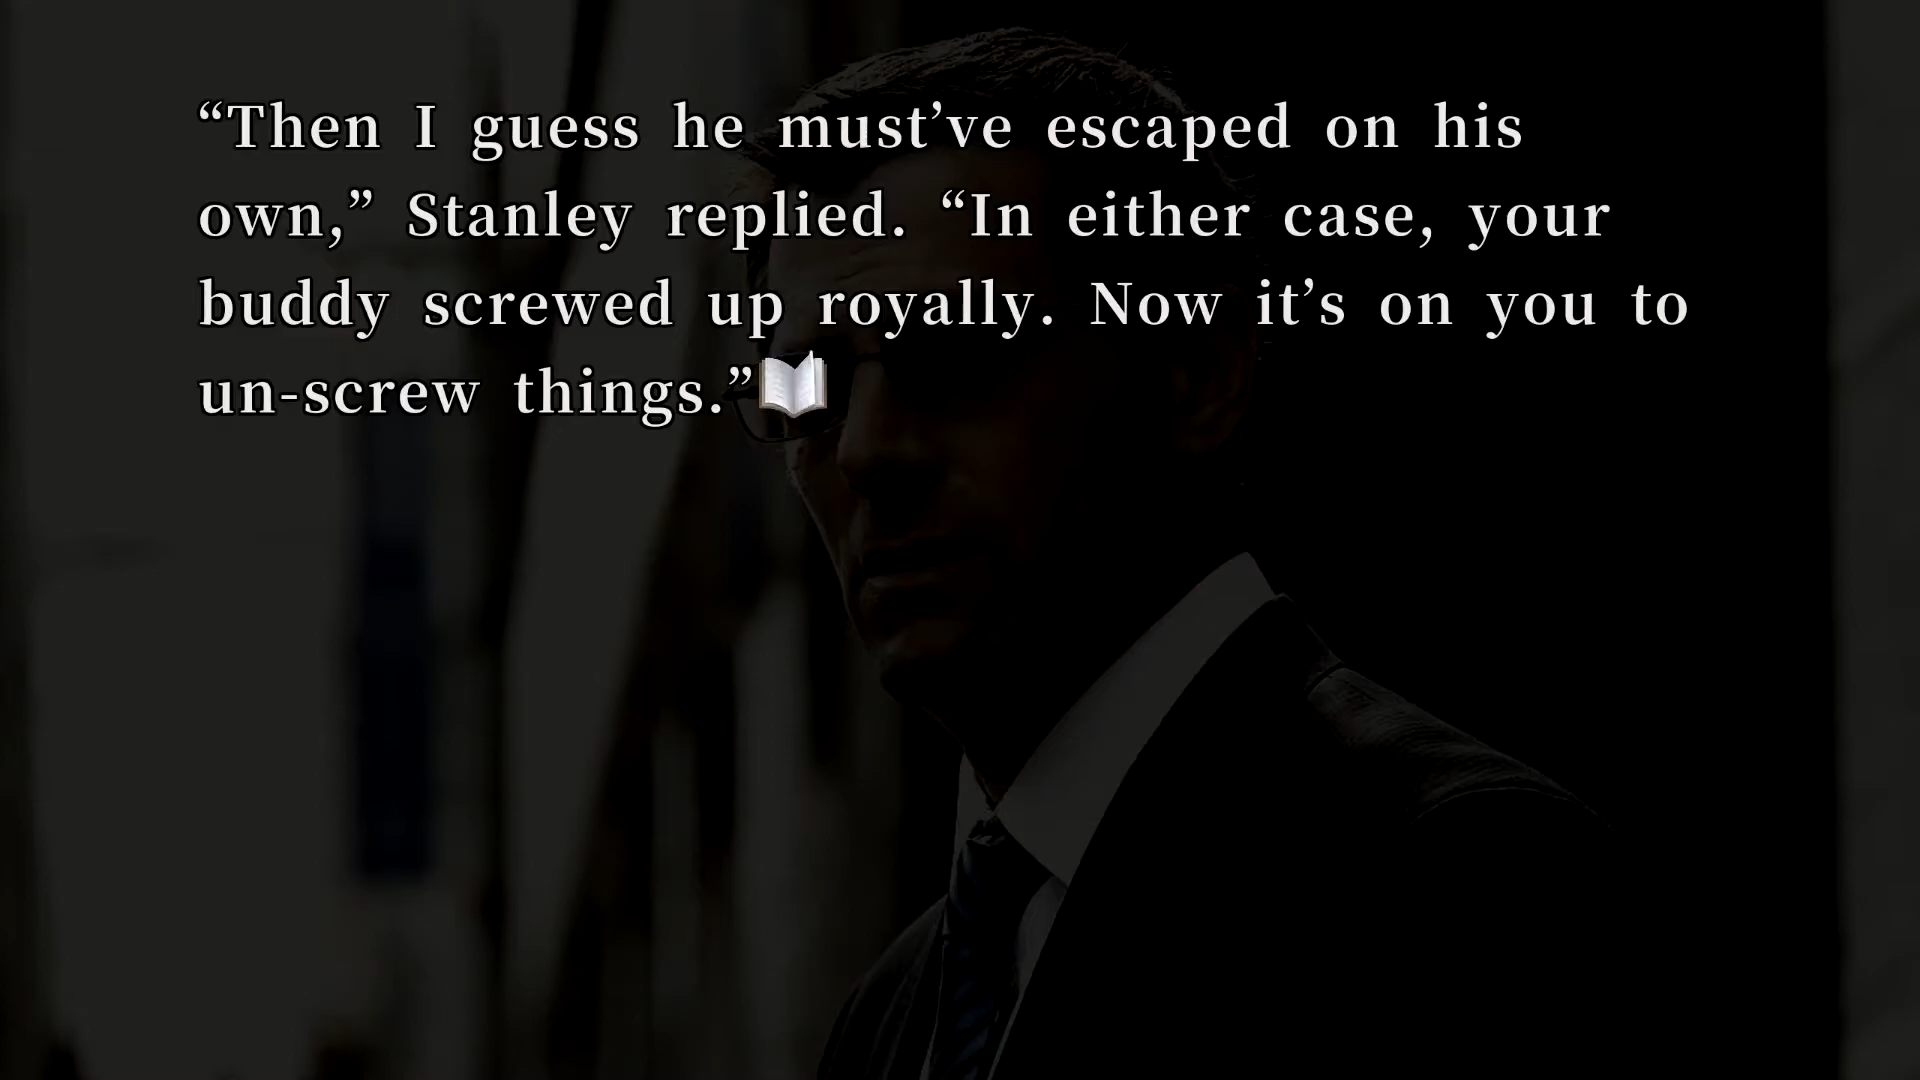 “Then I guess he must’ve escaped on his
own,” Stanley replied. “In either case, your
buddy screwed up royally. Now it’s on you to
un-screw things.”